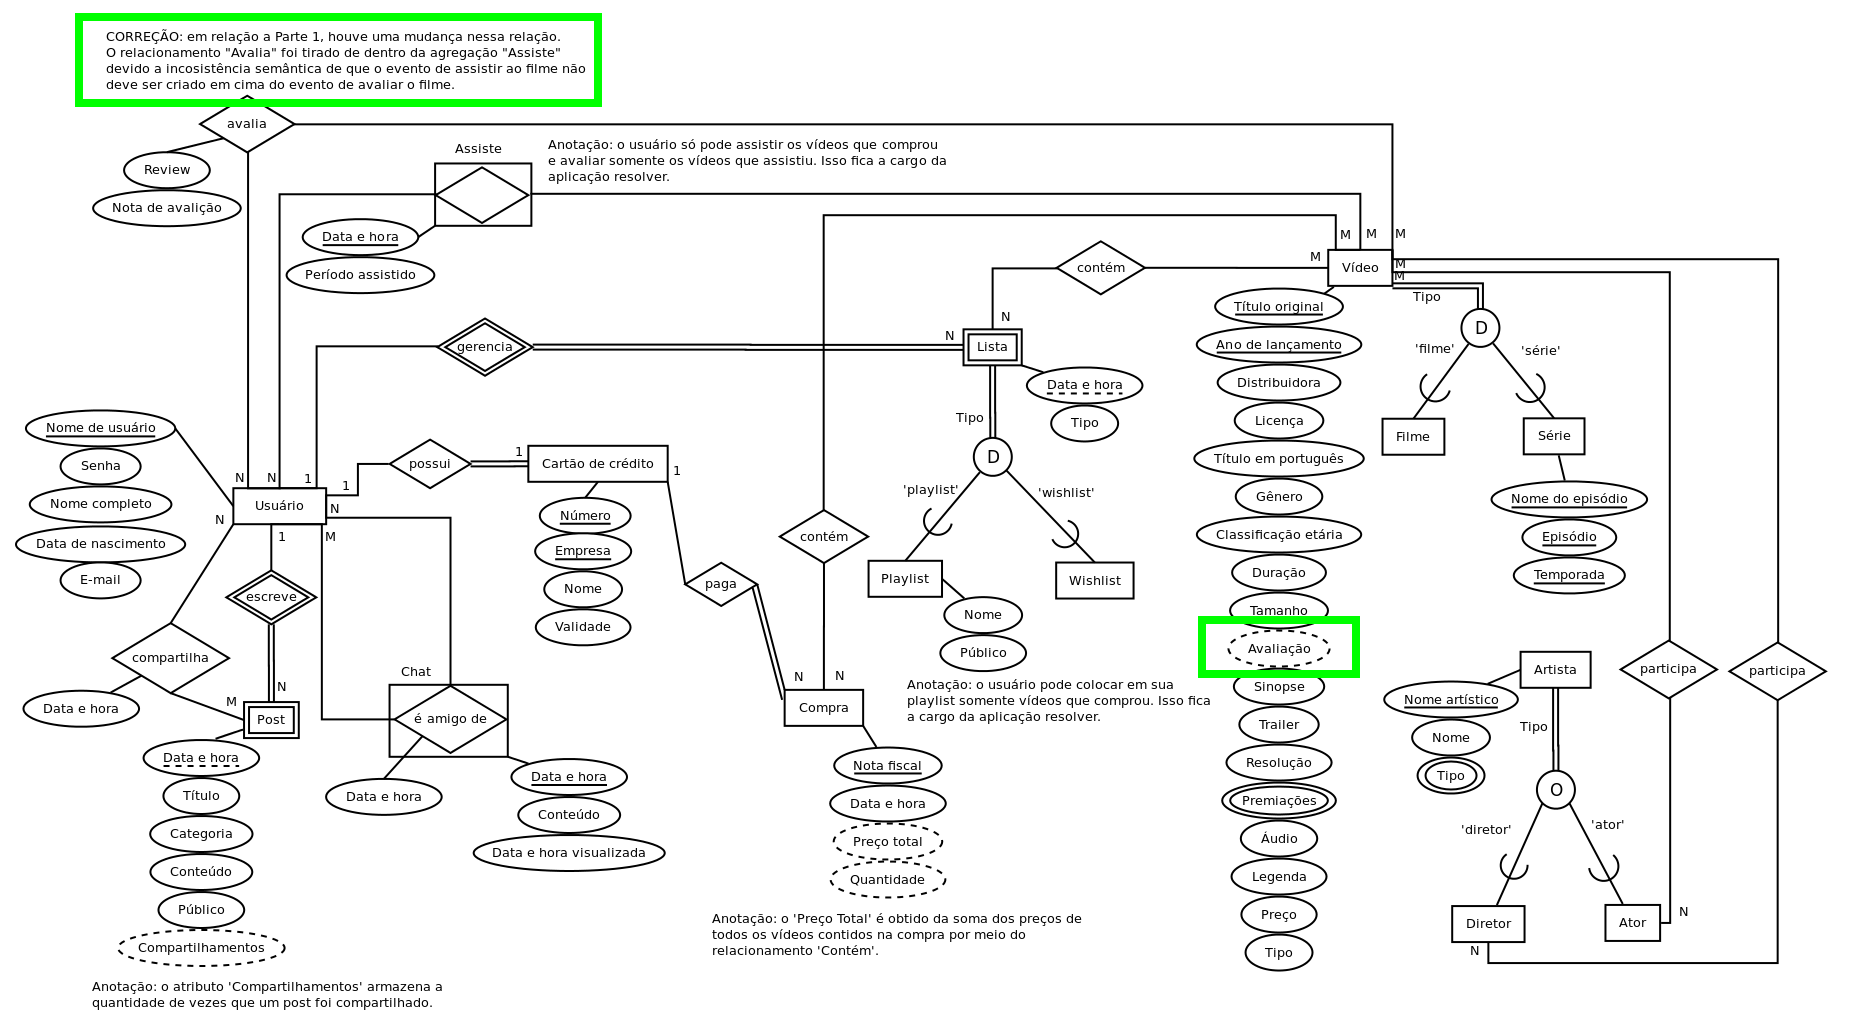 CORREÇÃO: em relação a Parte 1, houve uma mudança nessa relação.
O relacionamento "Avalia" foi tirado de dentro da agregação "Assiste"
devido a incosistência semântica de que o evento de assistir ao filme não
deve ser criado em cima do evento de avaliar o filme.
avalia
Review
Nota de avalição
Assiste
Anotação: o usuário só pode assistir os vídeos que comprou
e avaliar somente os vídeos que assistiu. Isso fica a cargo da
aplicação resolver.
Data e hora
Período assistido
contém
M
M
M
M
Vídeo
M
M
Tipo
D
'filme'
'série'
Filme
Série
Nome do episódio
Episódio
Temporada
gerencia
N
N
Lista
Data e hora
Tipo
Tipo
D
'playlist'
'wishlist'
Playlist
Wishlist
Nome
Público
Anotação: o usuário pode colocar em sua
playlist somente vídeos que comprou. Isso fica
a cargo da aplicação resolver.
Título original
Ano de lançamento
Distribuidora
Licença
Título em português
Gênero
Classificação etária
Duração
Tamanho
Avaliação
Sinopse
Trailer
Resolução
Premiações
Áudio
Legenda
Preço
Tipo
Nome de usuário
Senha
Nome completo
Data de nascimento
E-mail
N
N
1
1
Usuário
N
N
1
M
possui
1
Cartão de crédito
1
Número
Empresa
Nome
Validade
paga
contém
N
N
Compra
Nota fiscal
Data e hora
Preço total
Quantidade
Anotação: o 'Preço Total' é obtido da soma dos preços de
todos os vídeos contidos na compra por meio do
relacionamento 'Contém'.
escreve
compartilha
Data e hora
M
N
Post
Data e hora
Título
Categoria
Conteúdo
Público
Compartilhamentos
Anotação: o atributo 'Compartilhamentos' armazena a
quantidade de vezes que um post foi compartilhado.
Chat
é amigo de
Data e hora
Data e hora
Conteúdo
Data e hora visualizada
Artista
Nome artístico
Nome
Tipo
Tipo
O
'diretor'
'ator'
Diretor
Ator
N
N
participa
participa